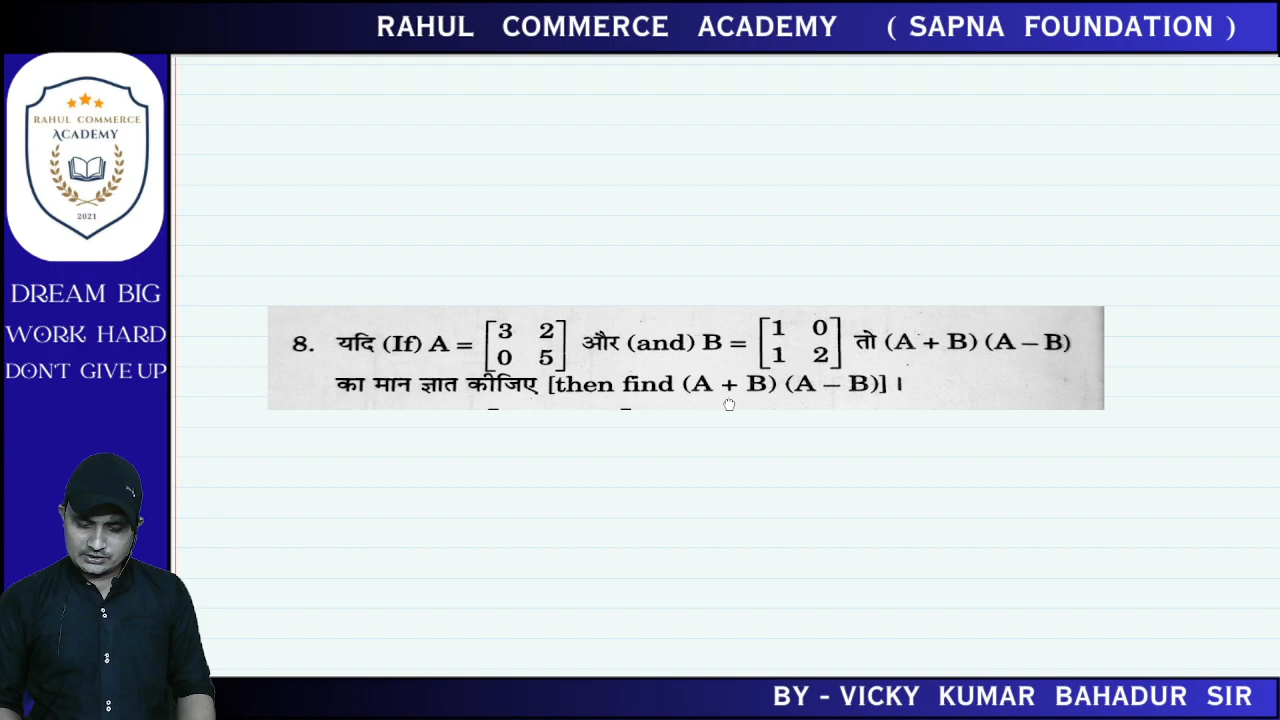 RAHUL COMMERCE ACADEMY ( SAPNA FOUNDATION )
RAHUL COMMERCE
ACADEMY
2021
DREAM BIG
WORK HARD
DON'T GIVE UP
8. यदि (If) A = [3 2 0 5] और (and) B = [1 0 1 2] तो (A + B) (A – B)
का मान ज्ञात कीजिए [then find (A + B) (A – B)] ।
BY - VICKY KUMAR BAHADUR SIR